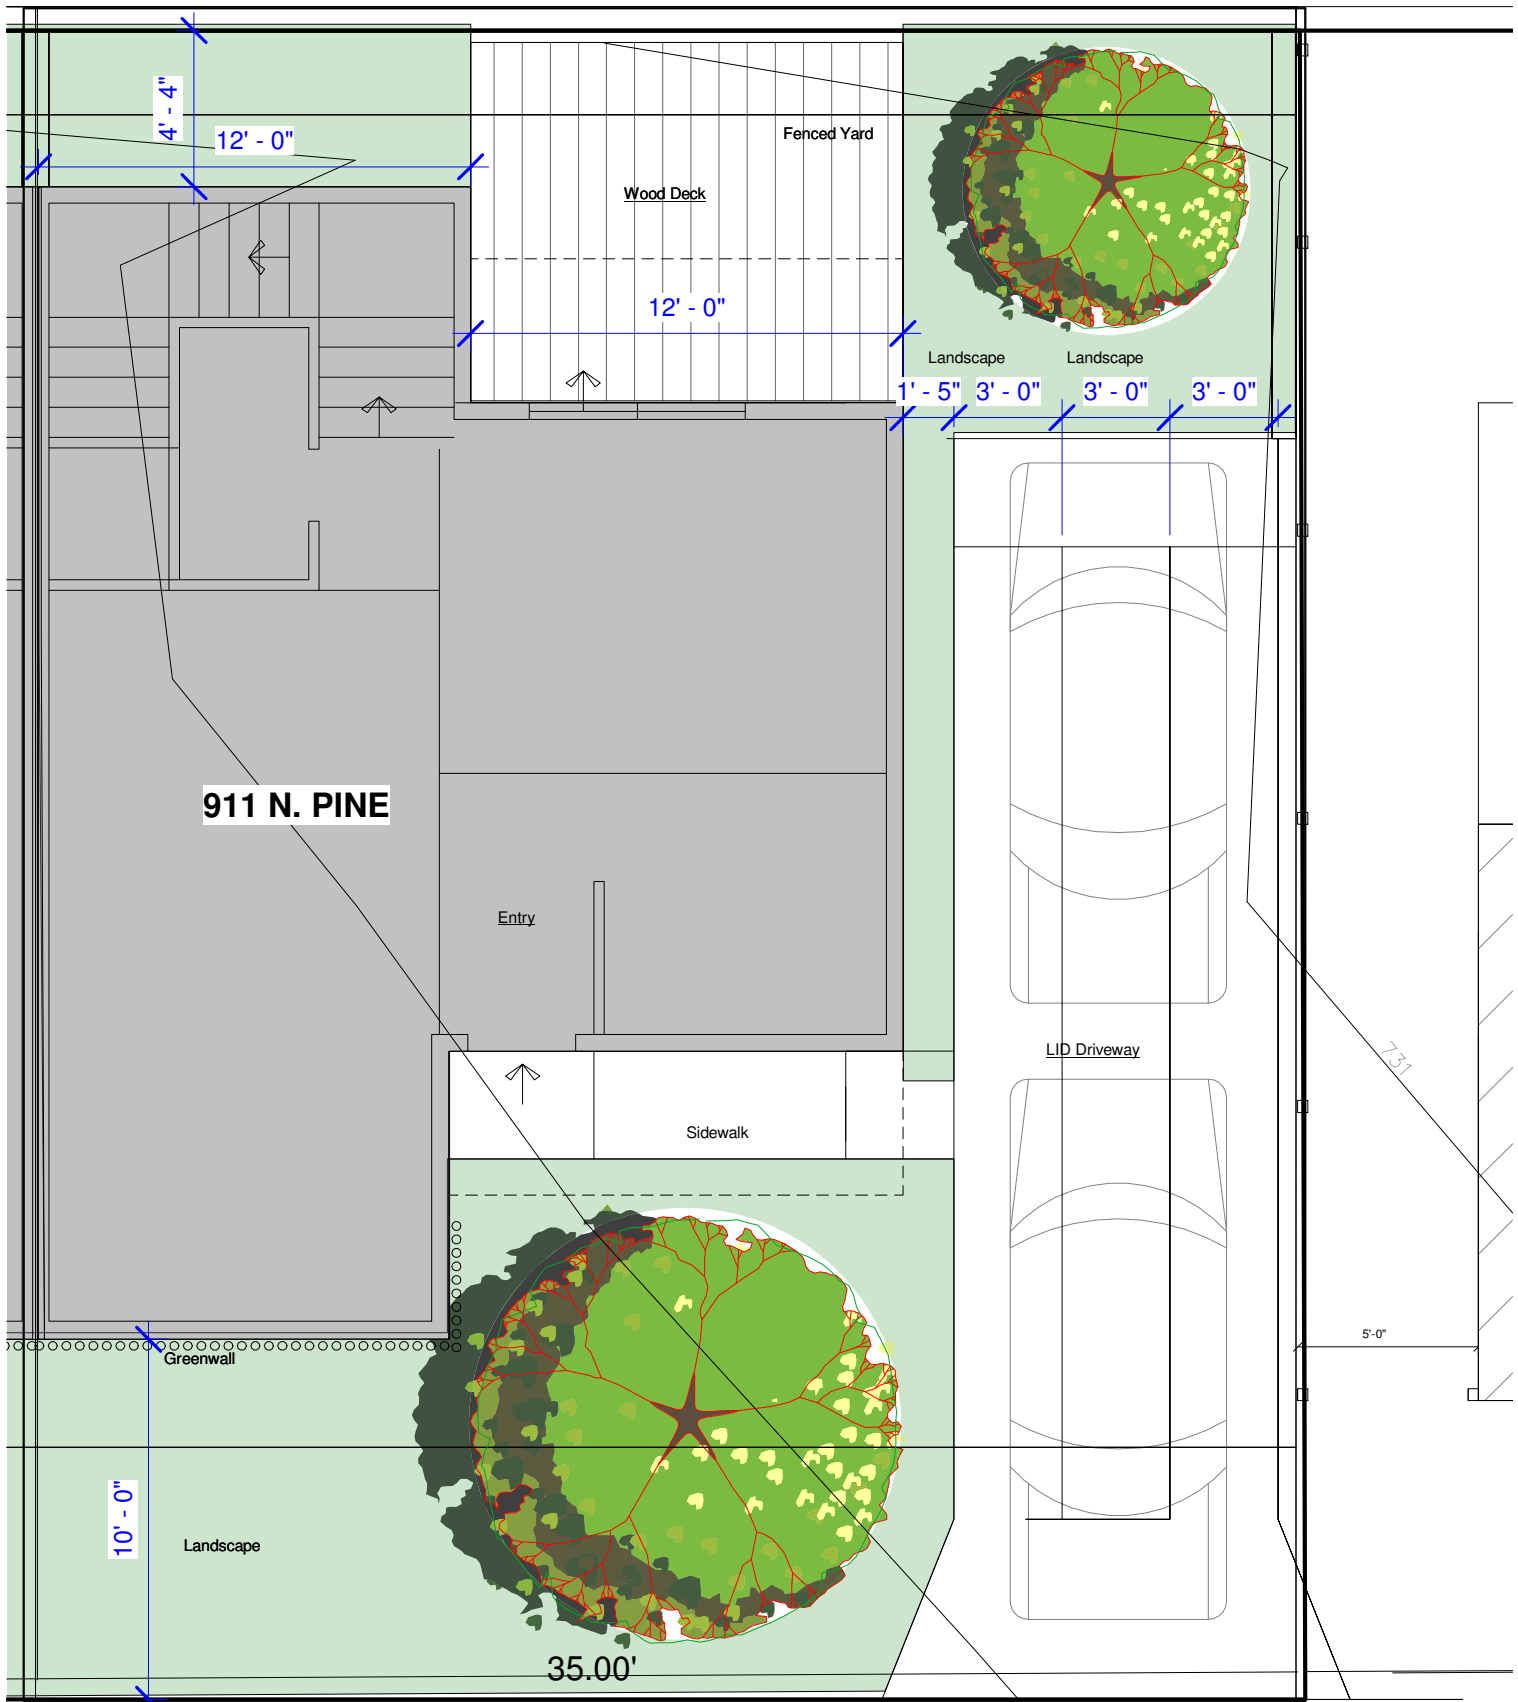 4' - 4"
12' - 0"
Fenced Yard
Wood Deck
12' - 0"
Landscape
Landscape
1' - 5"
3' - 0"
3' - 0"
3' - 0"
911 N. PINE
Entry
LID Driveway
731
Sidewalk
5'-0"
Greenwall
10' - 0"
Landscape
35.00'